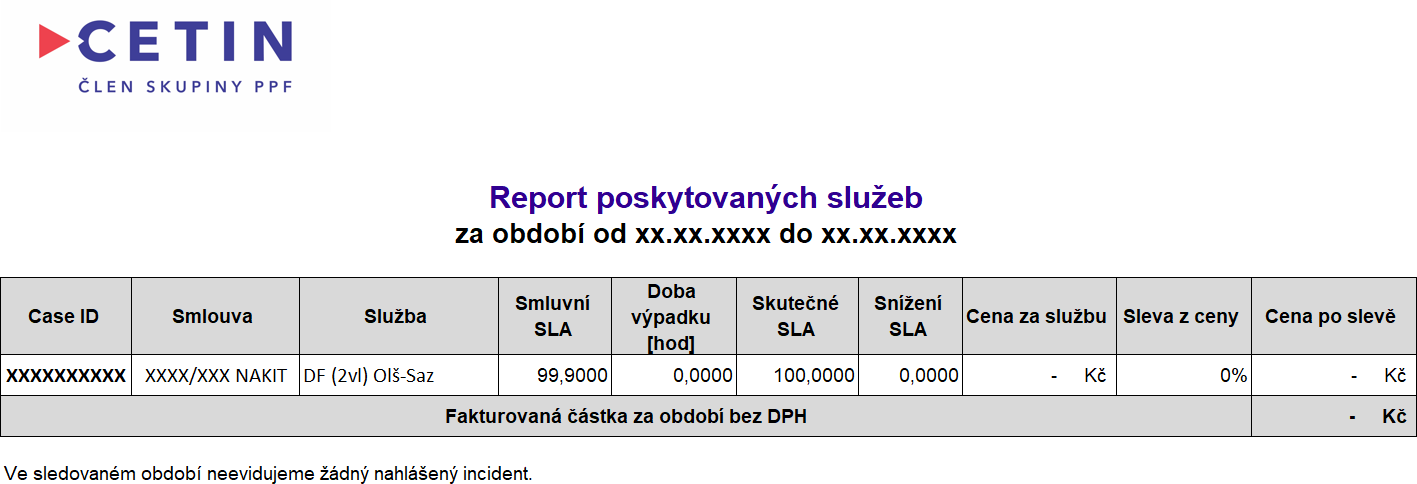 CETIN
ČLEN SKUPINY PPF
Report poskytovaných služeb
za období od xx.xx.xxxx do xx.xx.xxxx
Case ID Smlouva Služba Smluvní SLA Doba výpadku [hod] Skutečné SLA Snížení SLA Cena za službu Sleva z ceny Cena po slevě
XXXXXXXXXX XXXX/XXX NAKIT DF (2vl) Olš-Saz 99,9000 0,0000 100,0000 0,0000 - Kč 0% - Kč
Fakturovaná částka za období bez DPH - Kč
Ve sledovaném období neevidujeme žádný nahlášený incident.